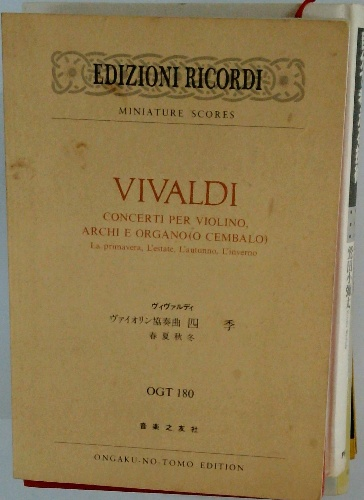 EDIZIONI RICORDI
MINIATURE SCORES
VIVALDI
CONCERTI PER VIOLINO,
ARCHI E ORGANO (O CEMBALO)
La primavera, L'estate, L'autunno, L'inverno
ヴィヴァルディ
ヴァイオリン協奏曲 四 季
春 夏 秋 冬
OGT 180
音 楽 之 友 社
ONGAKU-NO-TOMO EDITION